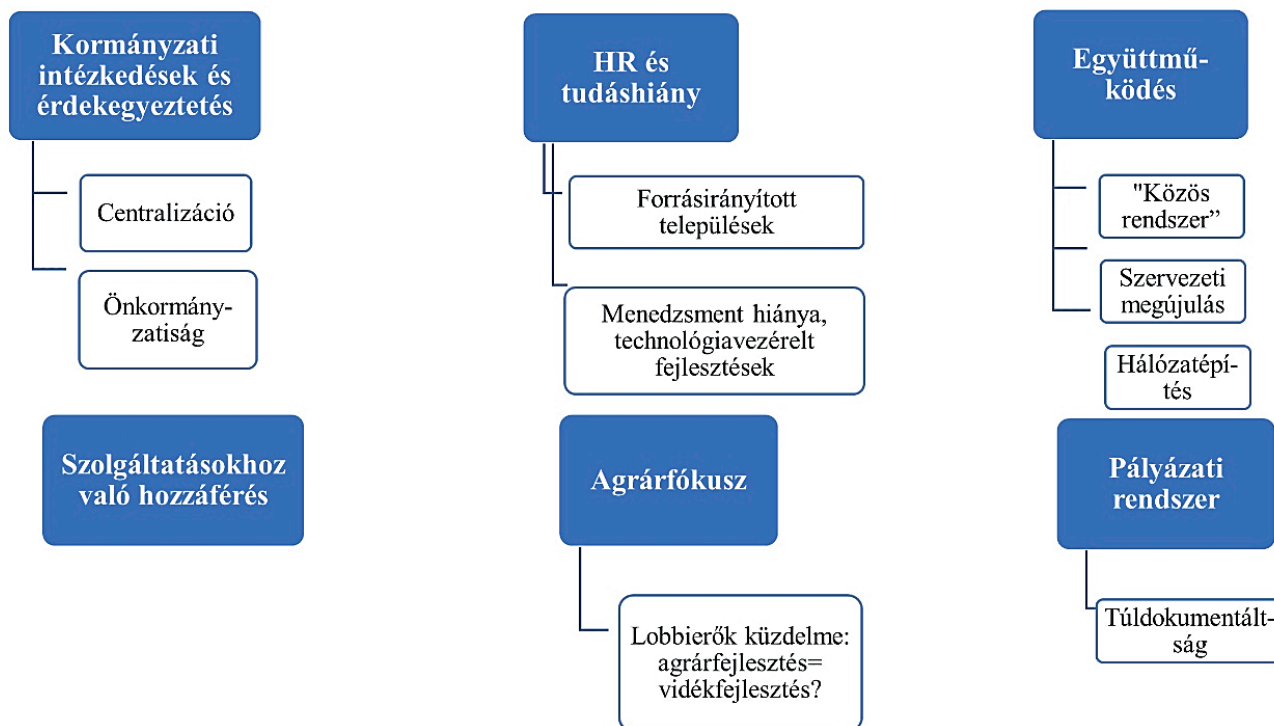 Kormányzati
intézkedések és
érdekegyeztetés
Centralizáció
Önkormány-
zatiság
HR és
tudáshiány
Forrásirányított
települések
Menedzsment hiánya,
technológiavezérelt
fejlesztések
Együttmű-
ködés
"Közös
rendszer”
Szervezeti
megújulás
Hálózatépí-
tés
Szolgáltatásokhoz
való hozzáférés
Agrárfókusz
Lobbierők küzdelme:
agrárfejlesztés=
vidékfejlesztés?
Pályázati
rendszer
Túldokumentált-
ság